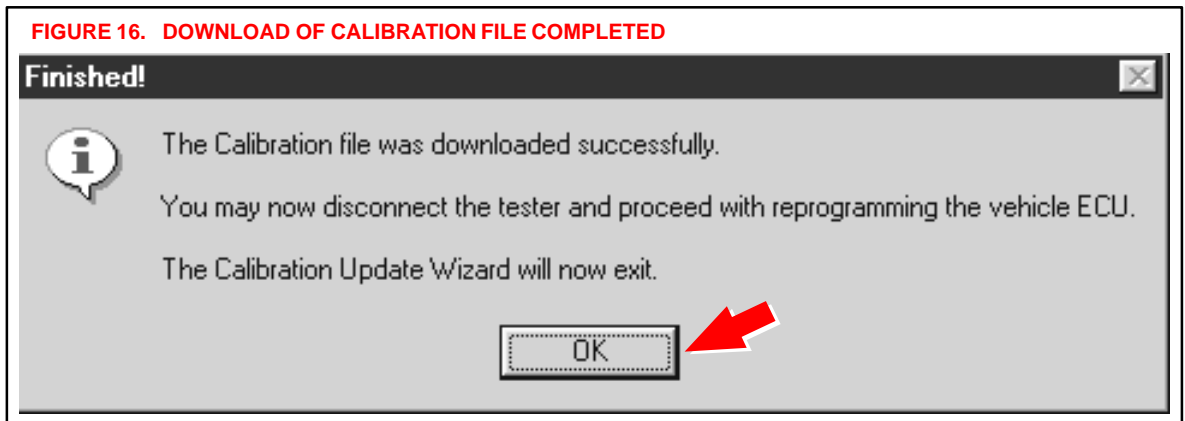 FIGURE 16. DOWNLOAD OF CALIBRATION FILE COMPLETED
Finished!
The Calibration file was downloaded successfully.
You may now disconnect the tester and proceed with reprogramming the vehicle ECU.
The Calibration Update Wizard will now exit.
OK